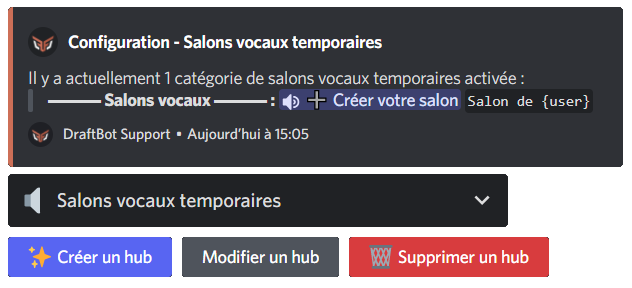 Configuration - Salons vocaux temporaires
Il y a actuellement 1 catégorie de salons vocaux temporaires activée :
——— Salons vocaux ——— : ➕ Créer votre salon Salon de {user}
DraftBot Support • Aujourd'hui à 15:05
Salons vocaux temporaires
✨ Créer un hub Modifier un hub Supprimer un hub